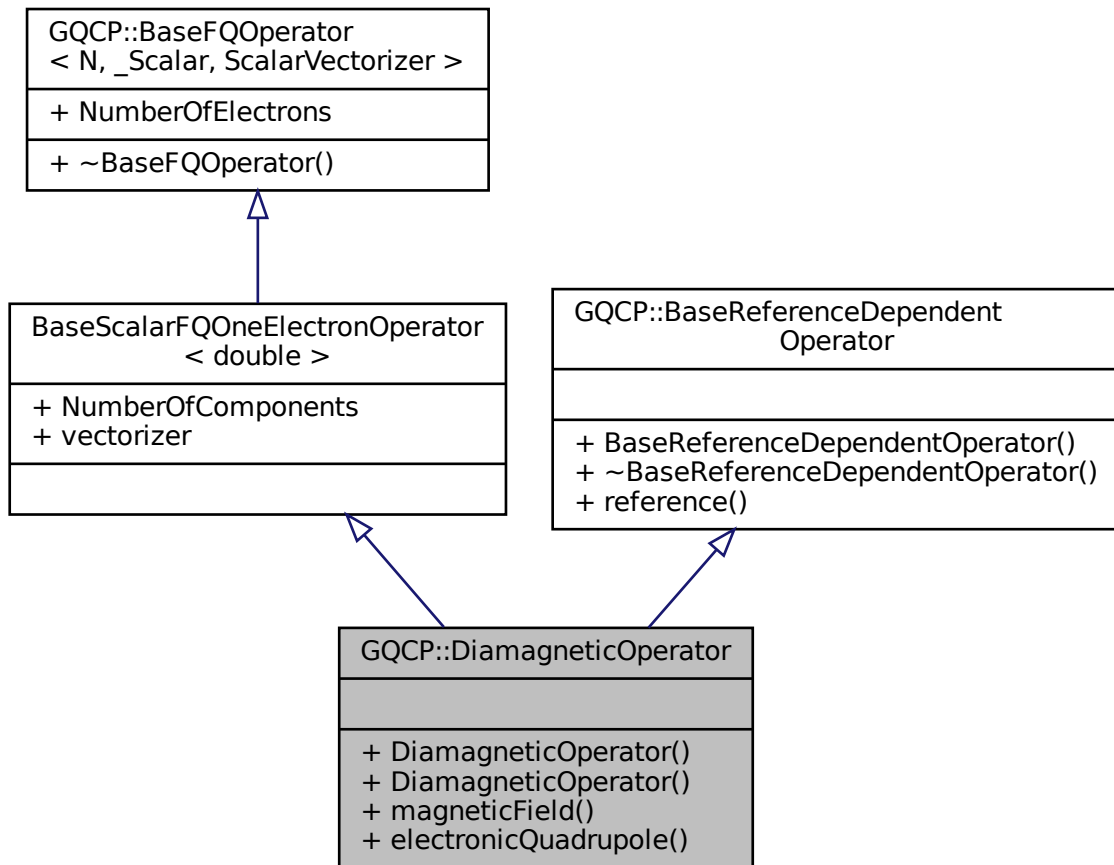 GQCP::BaseFQOperator
< N, _Scalar, ScalarVectorizer >
+ NumberOfElectrons
+ ~BaseFQOperator()
BaseScalarFQOneElectronOperator
< double >
+ NumberOfComponents
+ vectorizer
GQCP::BaseReferenceDependent
Operator
+ BaseReferenceDependentOperator()
+ ~BaseReferenceDependentOperator()
+ reference()
GQCP::DiamagneticOperator
+ DiamagneticOperator()
+ DiamagneticOperator()
+ magneticField()
+ electronicQuadrupole()